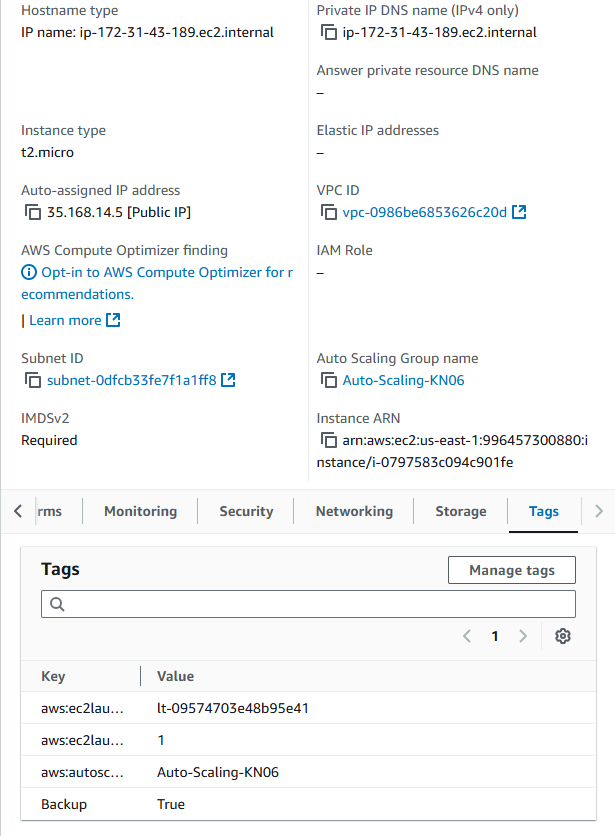 Hostname type
IP name: ip-172-31-43-189.ec2.internal
Private IP DNS name (IPv4 only)
ip-172-31-43-189.ec2.internal
Answer private resource DNS name
–
Instance type
t2.micro
Elastic IP addresses
–
Auto-assigned IP address
35.168.14.5 [Public IP]
VPC ID
vpc-0986be6853626c20d
AWS Compute Optimizer finding
Opt-in to AWS Compute Optimizer for r
ecommendations.
| Learn more
IAM Role
–
Subnet ID
subnet-0dfcb33fe7f1a1ff8
Auto Scaling Group name
Auto-Scaling-KN06
IMDSv2
Required
Instance ARN
arn:aws:ec2:us-east-1:996457300880:i
nstance/i-0797583c094c901fe
rms Monitoring Security Networking Storage Tags
Tags
Manage tags
1
Key Value
aws:ec2lau... lt-09574703e48b95e41
aws:ec2lau... 1
aws:autosc... Auto-Scaling-KN06
Backup True